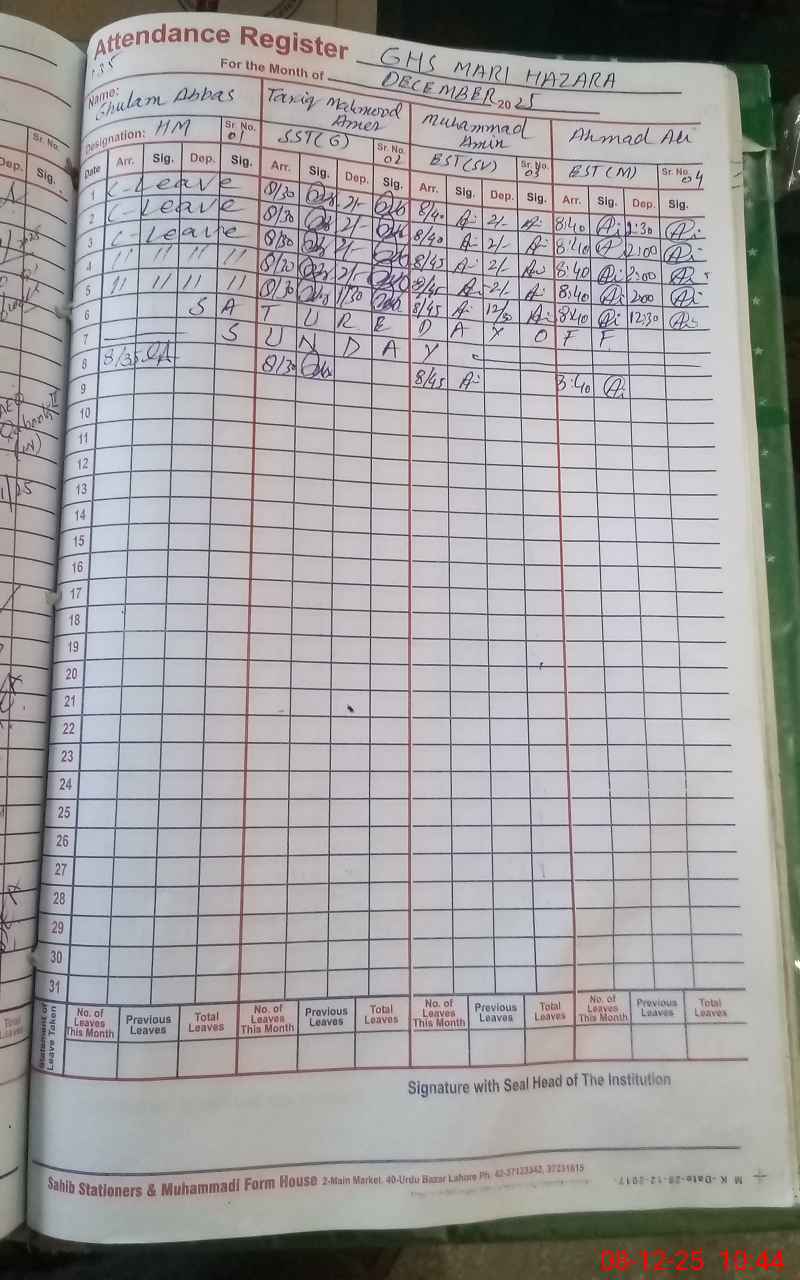 Attendance Register GHS MARI HAZARA
For the Month of DECEMBER 2025
Name: Ghulam Abbas Tariq Mahmood Amer Muhammad Amin Ahmad Ali
Designation: HM Sr. No. 01 SST(G) Sr. No. 02 EST(SV) Sr. No. 03 EST(M) Sr. No. 04
Date Arr. Sig. Dep. Sig. Arr. Sig. Dep. Sig. Arr. Sig. Dep. Sig. Arr. Sig. Dep. Sig.
1 C-Leave 8/30 2/- 8/40 2/- 8:40 2:30
2 C-Leave 8/30 2/- 8/40 2/- 8:40 2:00
3 C-Leave 8/30 2/- 8/45 2/- 8:40 2:00
4 // // // // 8/30 2/- 8/45 2/- 8:40 2:00
5 // // // // 8/30 1/30 8/45 12/30 8:40 12:30
6 S A T U R E D A Y O F F
7 S U N D A Y
8 8/35 8/30 8/45 8:40
9
10
11
12
13
14
15
16
17
18
19
20
21
22
23
24
25
26
27
28
29
30
31
Statement of Leave Taken No. of Leaves This Month Previous Leaves Total Leaves No. of Leaves This Month Previous Leaves Total Leaves No. of Leaves This Month Previous Leaves Total Leaves No. of Leaves This Month Previous Leaves Total Leaves
Signature with Seal Head of The Institution
Sahib Stationers & Muhammadi Form House 2-Main Market, 40-Urdu Bazar Lahore Ph. 42-37123342, 37231615
M K -Date-28-12-2017
08-12-25 10:44